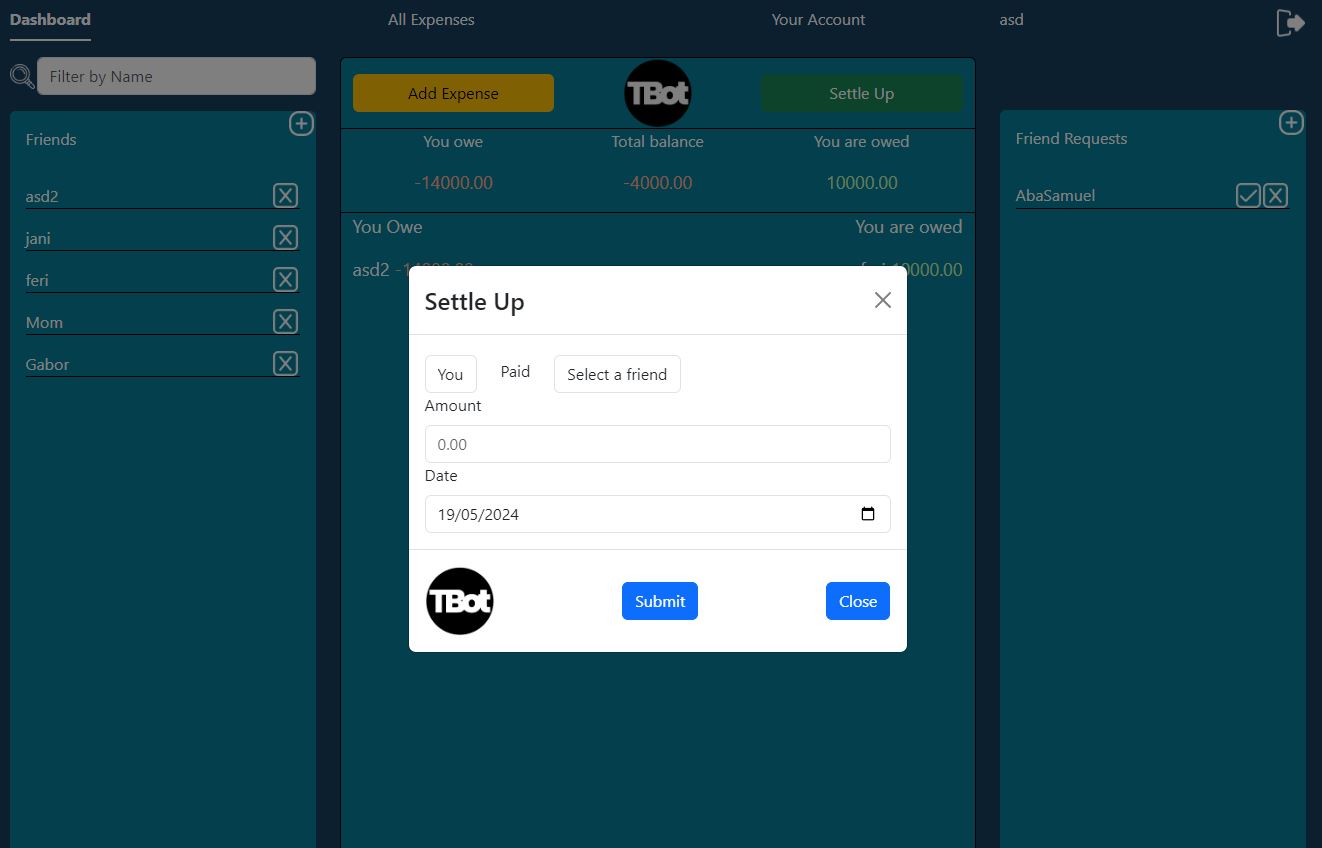 Dashboard
All Expenses
Your Account
asd
Filter by Name
Friends
asd2
jani
feri
Mom
Gabor
Add Expense
TBot
Settle Up
You owe
Total balance
You are owed
-14000.00
-4000.00
10000.00
You Owe
You are owed
asd2
10000.00
Settle Up
You
Paid
Select a friend
Amount
0.00
Date
19/05/2024
TBot
Submit
Close
Friend Requests
AbaSamuel